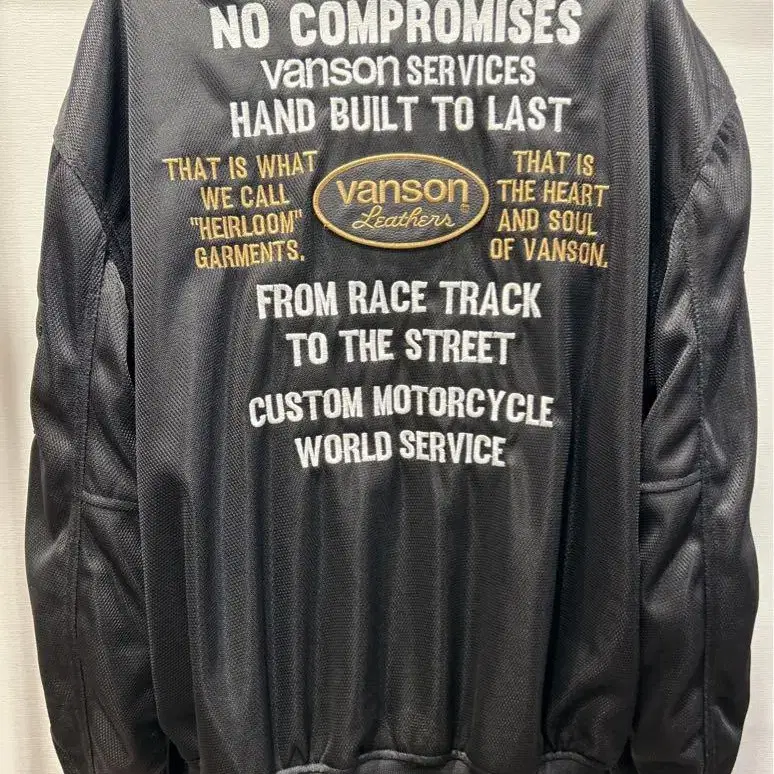 NO COMPROMISES
vanson SERVICES
HAND BUILT TO LAST
THAT IS WHAT
WE CALL
"HEIRLOOM"
GARMENTS.
vanson
Leathers®
THAT IS
THE HEART
AND SOUL
OF VANSON.
FROM RACE TRACK
TO THE STREET
CUSTOM MOTORCYCLE
WORLD SERVICE